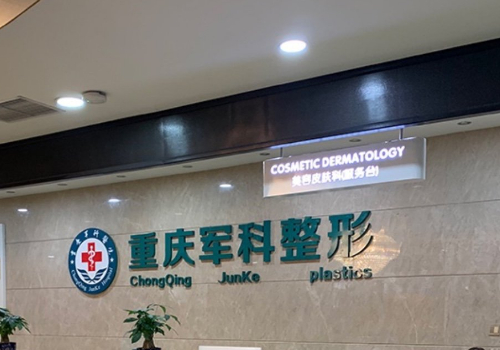 COSMETIC DERMATOLOGY
美容皮肤科(服务台)
重庆军科整形
ChongQing JunKe plastics